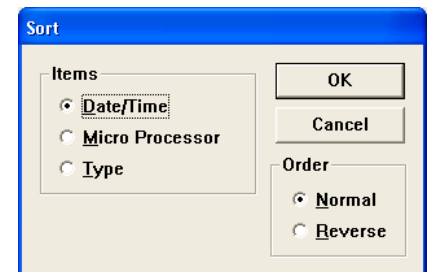 Sort
Items
Date/Time
Micro Processor
Type
OK
Cancel
Order
Normal
Reverse